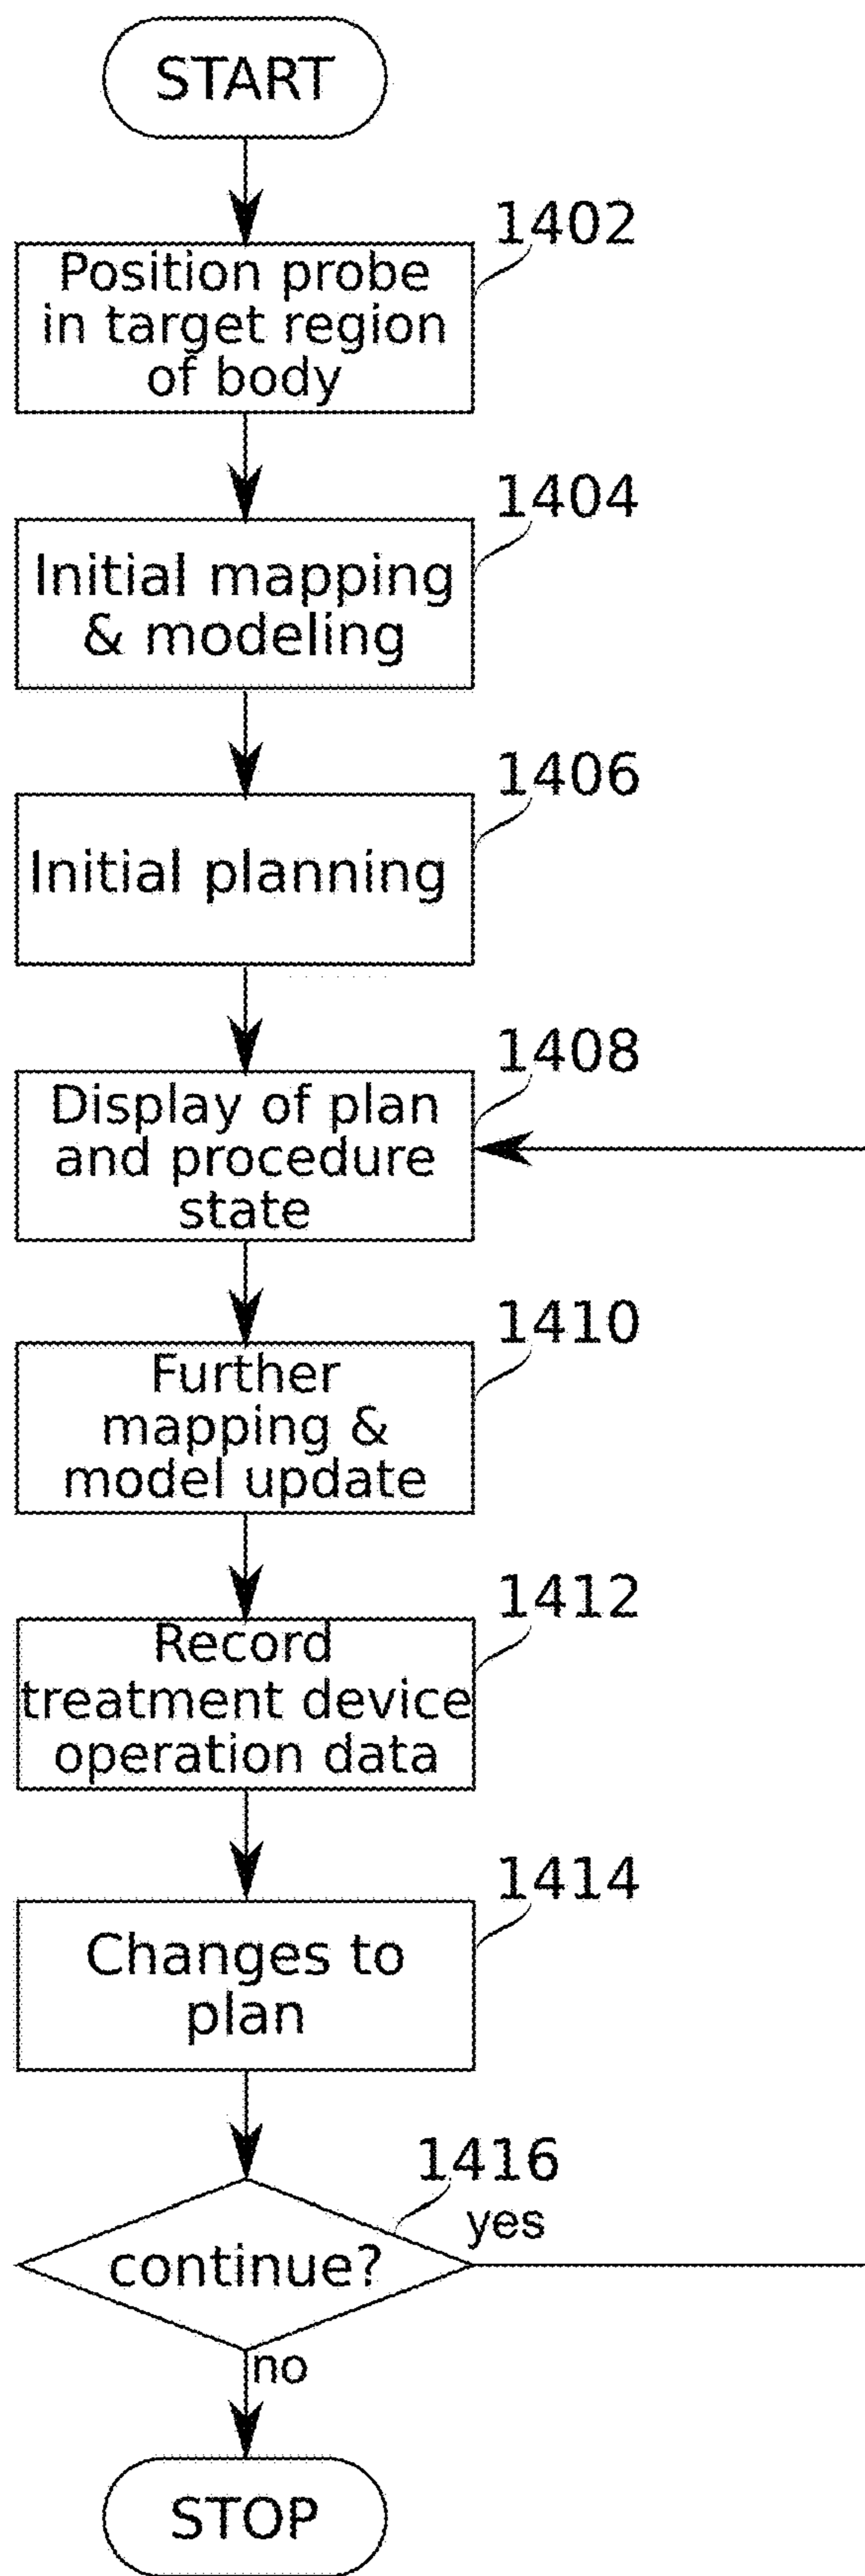 START
1402
Position probe
in target region
of body
1404
Initial mapping
& modeling
1406
Initial planning
1408
Display of plan
and procedure
state
1410
Further
mapping &
model update
1412
Record
treatment device
operation data
1414
Changes to
plan
1416
yes
continue?
no
STOP